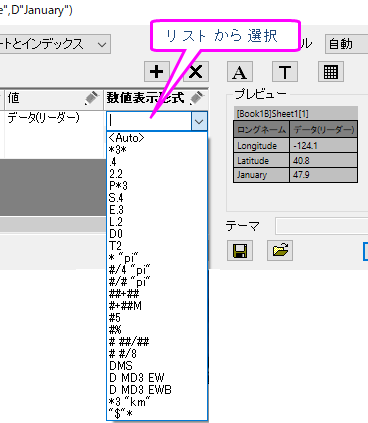 e",D"January")
リストから選択
ートとインデックス
ル
自動
値
数値表示形式
データ(リーダー)
<Auto>
*3*
.4
2.2
P*3
S.4
E.3
L.2
D0
T2
* "pi"
#/4 "pi"
#/# "pi"
##+##
#+##M
#5
#%
# ##/##
# #/8
DMS
D MD3 EW
D MD3 EWB
*3 "km"
"$"*
A
T
プレビュー
[Book1B]Sheet1[1]
ロングネーム データ(リーダー)
Longitude -124.1
Latitude 40.8
January 47.9
テーマ